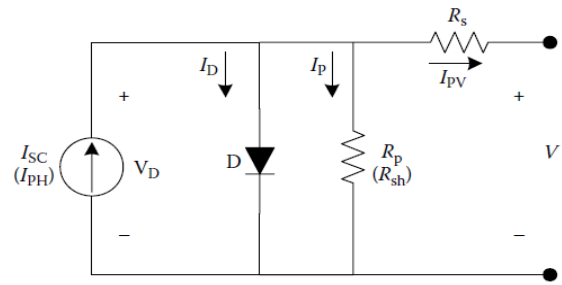 R_s
I_D
I_P
I_PV
+
+
I_SC
(I_PH)
V_D
D
R_p
(R_sh)
V
−
−